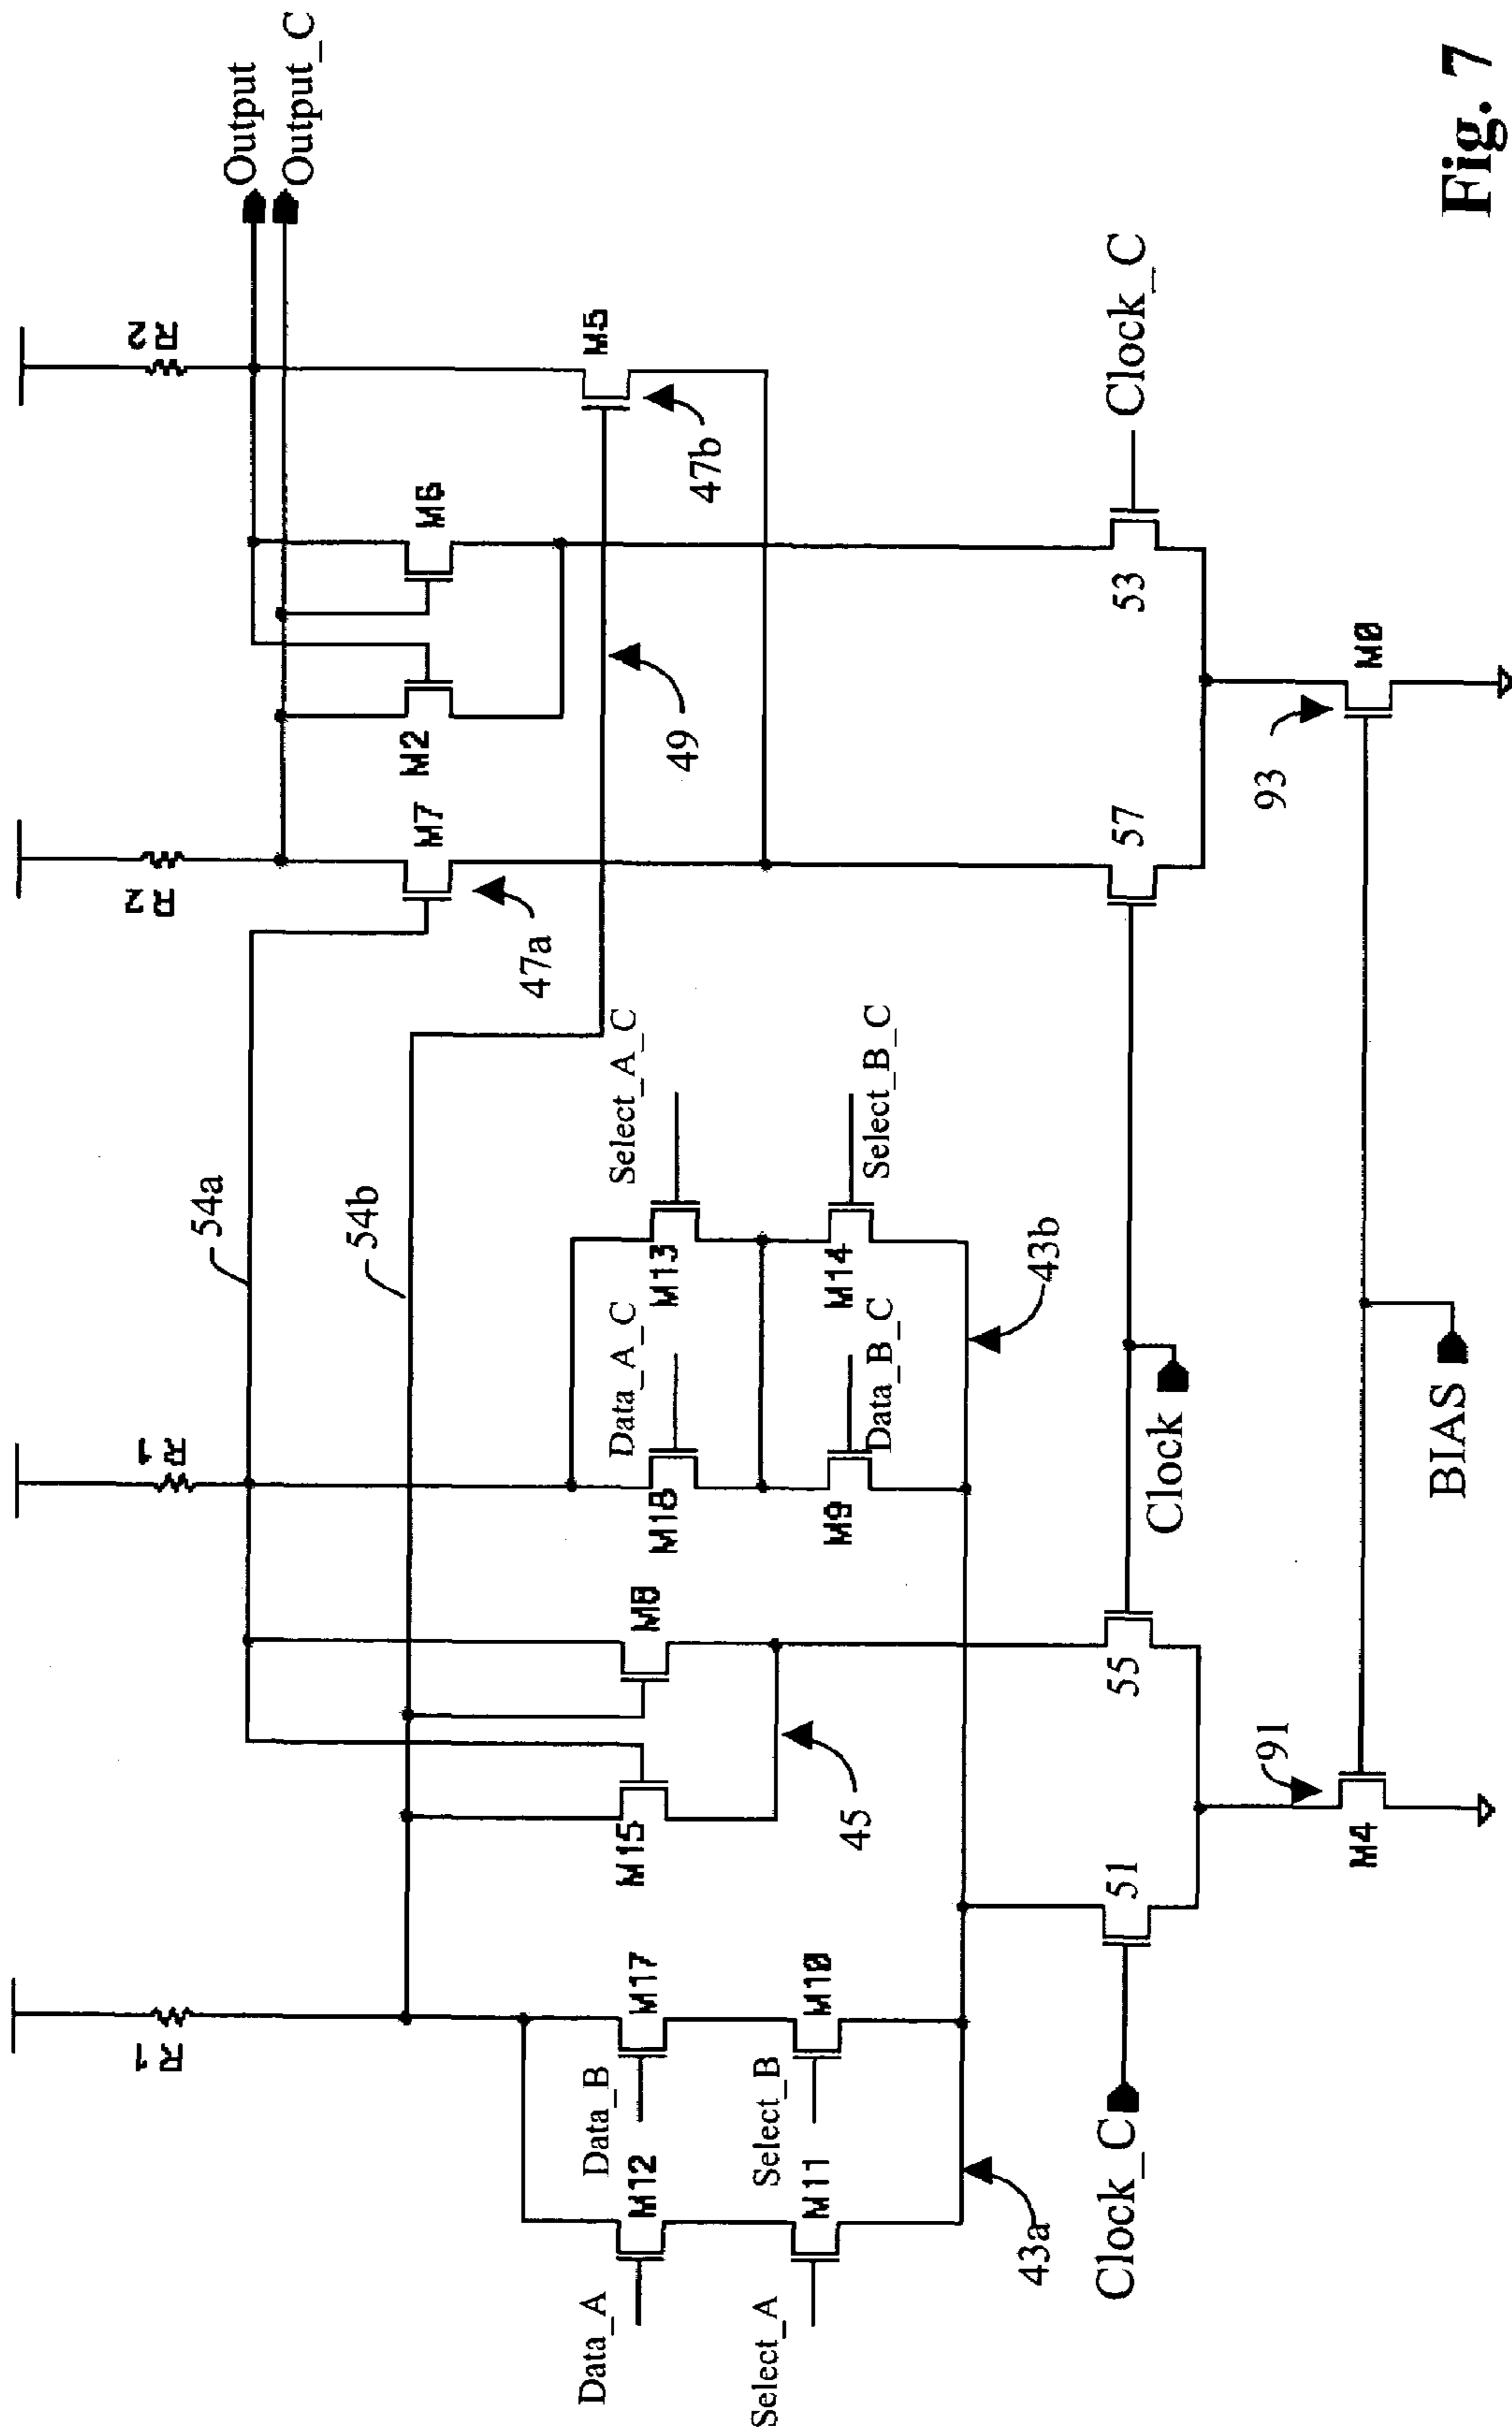 R1
R1
R2
R2
Output
Output_C
54a
54b
Data_A
M12
Data_B
M17
Select_A
M11
Select_B
M10
M15
M8
45
Data_A_C
M18
Select_A_C
M13
Data_B_C
M9
Select_B_C
M14
43a
43b
M7
47a
M2
M6
49
M5
47b
Clock_C
51
55
Clock
57
53
Clock_C
M4
91
BIAS
93
M0
Fig. 7